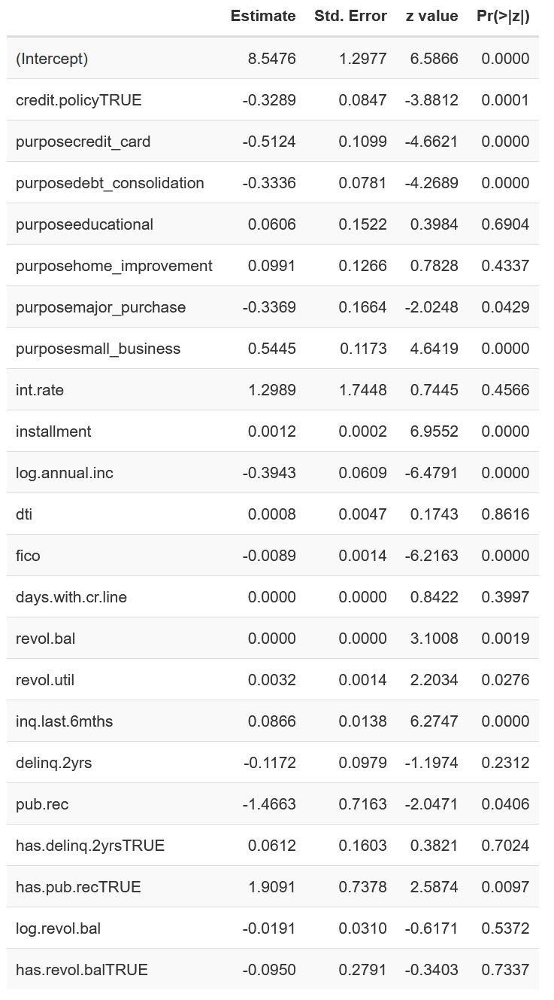 Estimate Std. Error z value Pr(>|z|)
(Intercept) 8.5476 1.2977 6.5866 0.0000
credit.policyTRUE -0.3289 0.0847 -3.8812 0.0001
purposecredit_card -0.5124 0.1099 -4.6621 0.0000
purposedebt_consolidation -0.3336 0.0781 -4.2689 0.0000
purposeeducational 0.0606 0.1522 0.3984 0.6904
purposehome_improvement 0.0991 0.1266 0.7828 0.4337
purposemajor_purchase -0.3369 0.1664 -2.0248 0.0429
purposesmall_business 0.5445 0.1173 4.6419 0.0000
int.rate 1.2989 1.7448 0.7445 0.4566
installment 0.0012 0.0002 6.9552 0.0000
log.annual.inc -0.3943 0.0609 -6.4791 0.0000
dti 0.0008 0.0047 0.1743 0.8616
fico -0.0089 0.0014 -6.2163 0.0000
days.with.cr.line 0.0000 0.0000 0.8422 0.3997
revol.bal 0.0000 0.0000 3.1008 0.0019
revol.util 0.0032 0.0014 2.2034 0.0276
inq.last.6mths 0.0866 0.0138 6.2747 0.0000
delinq.2yrs -0.1172 0.0979 -1.1974 0.2312
pub.rec -1.4663 0.7163 -2.0471 0.0406
has.delinq.2yrsTRUE 0.0612 0.1603 0.3821 0.7024
has.pub.recTRUE 1.9091 0.7378 2.5874 0.0097
log.revol.bal -0.0191 0.0310 -0.6171 0.5372
has.revol.balTRUE -0.0950 0.2791 -0.3403 0.7337